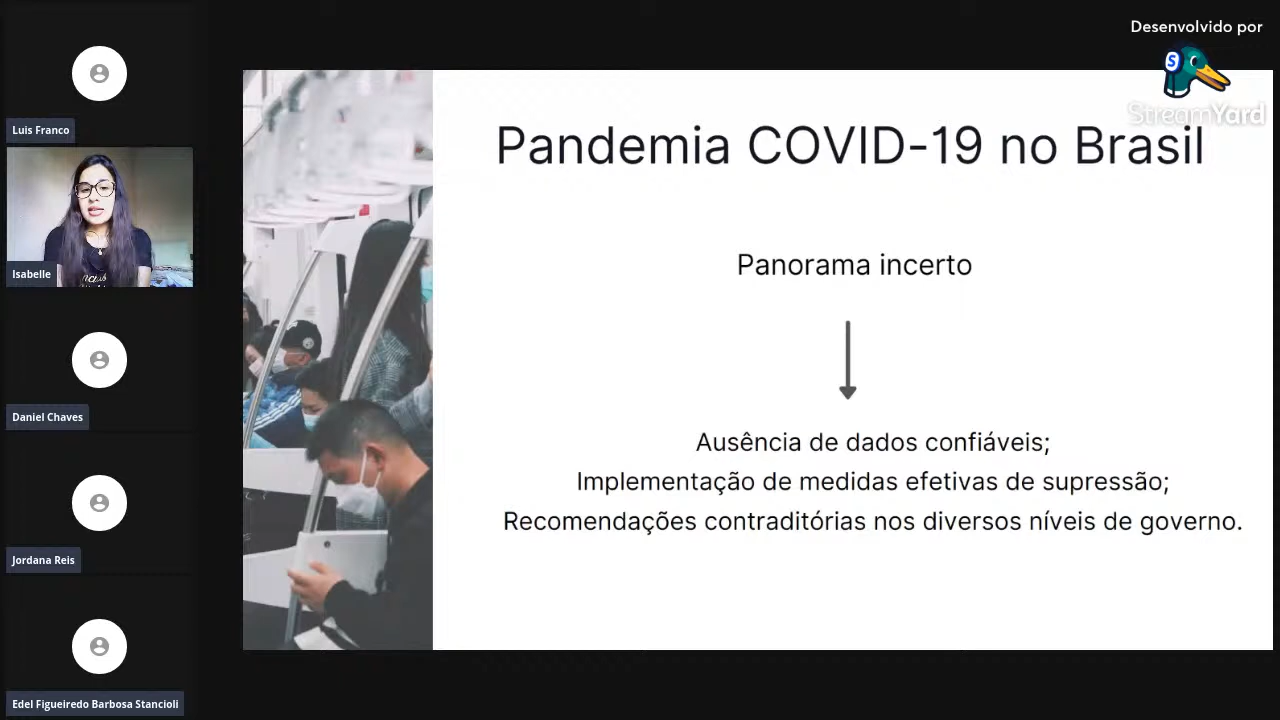 Desenvolvido por
S
StreamYard
Luis Franco
Isabelle
Daniel Chaves
Jordana Reis
Edel Figueiredo Barbosa Stancioli
Pandemia COVID-19 no Brasil
Panorama incerto
Ausência de dados confiáveis;
Implementação de medidas efetivas de supressão;
Recomendações contraditórias nos diversos níveis de governo.